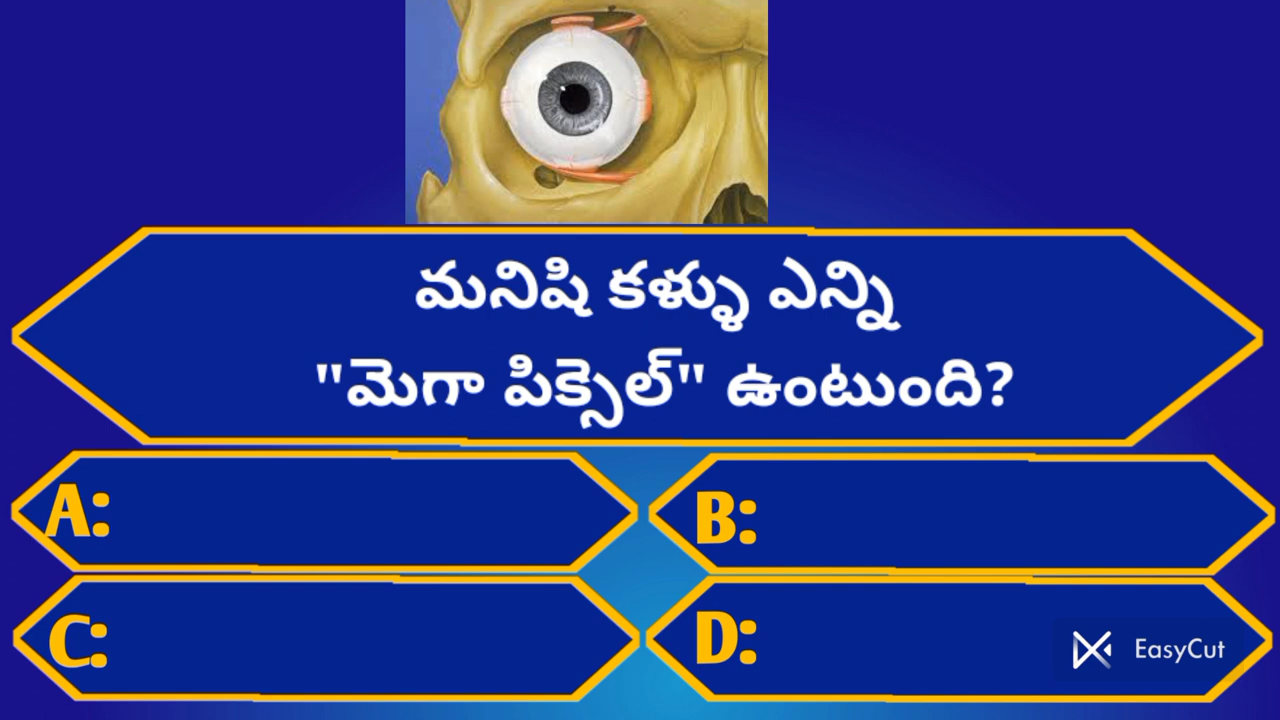 మనిషి కళ్ళు ఎన్ని
"మెగా పిక్సెల్" ఉంటుంది?
A:
B:
C:
D:
EasyCut